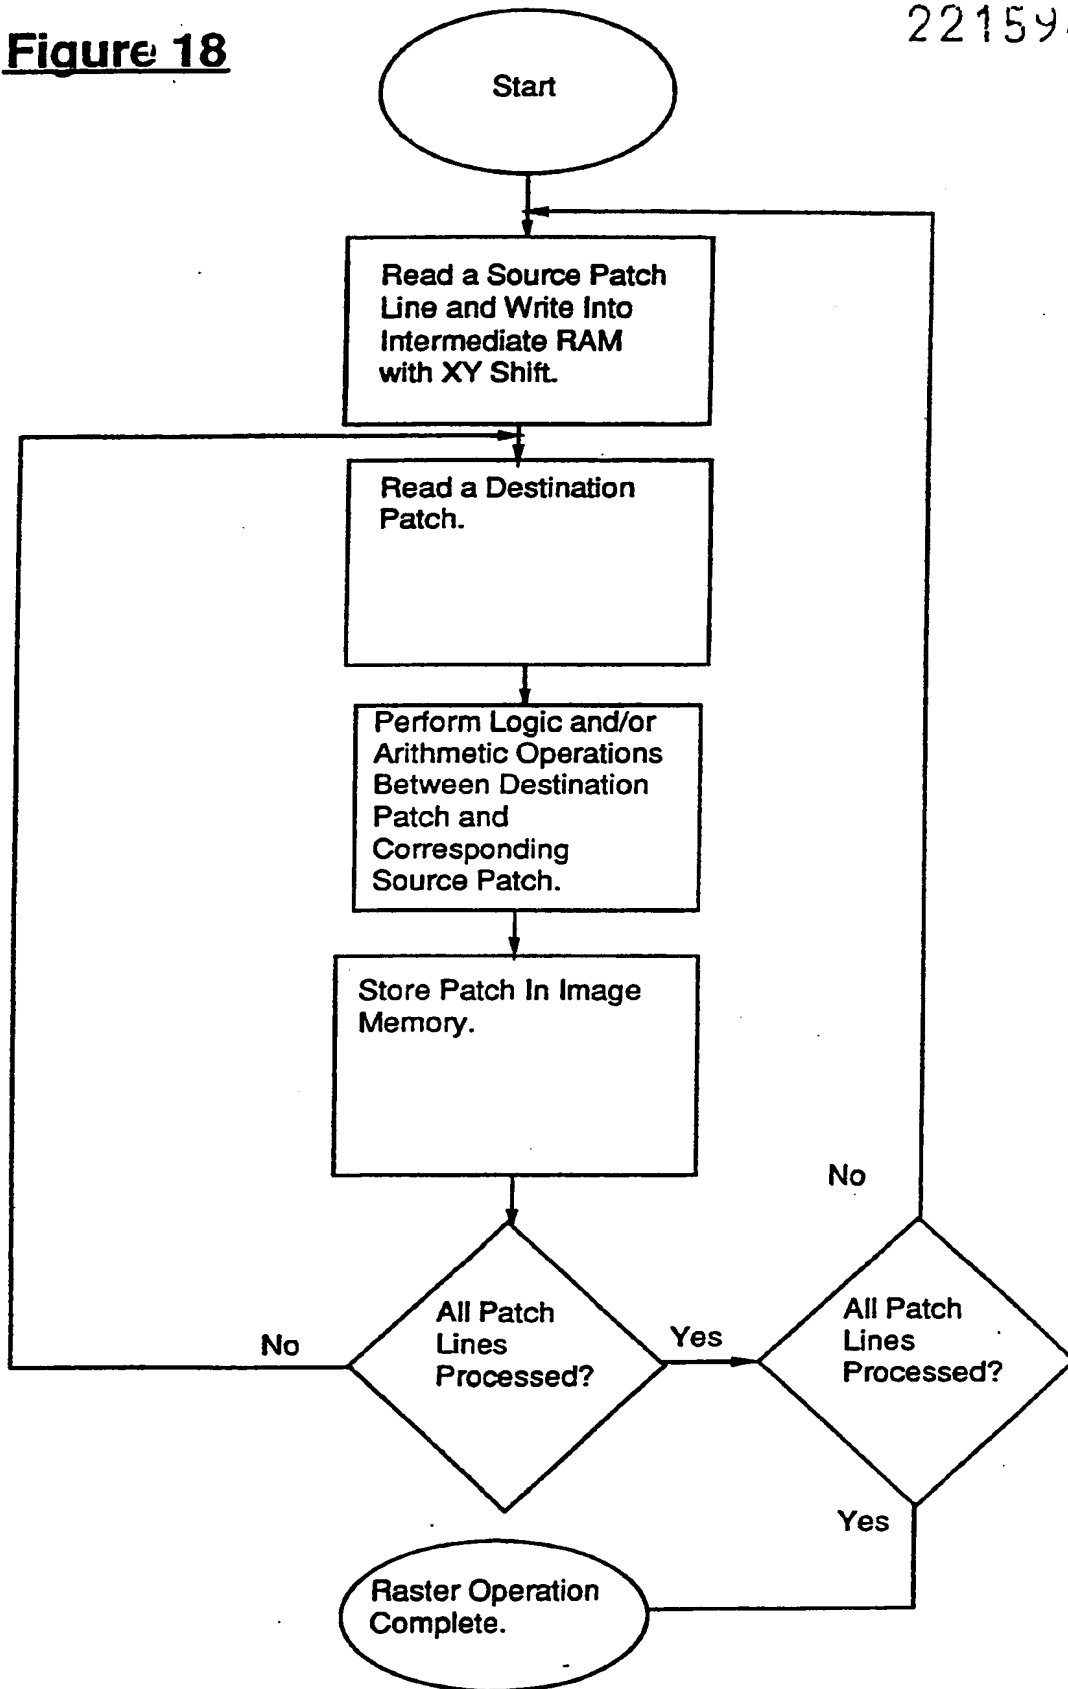 Figure 18
Start
Read a Source Patch
Line and Write Into
Intermediate RAM
with XY Shift.
Read a Destination
Patch.
Perform Logic and/or
Arithmetic Operations
Between Destination
Patch and
Corresponding
Source Patch.
Store Patch In Image
Memory.
No
All Patch
Lines
Processed?
Yes
No
All Patch
Lines
Processed?
Yes
Raster Operation
Complete.